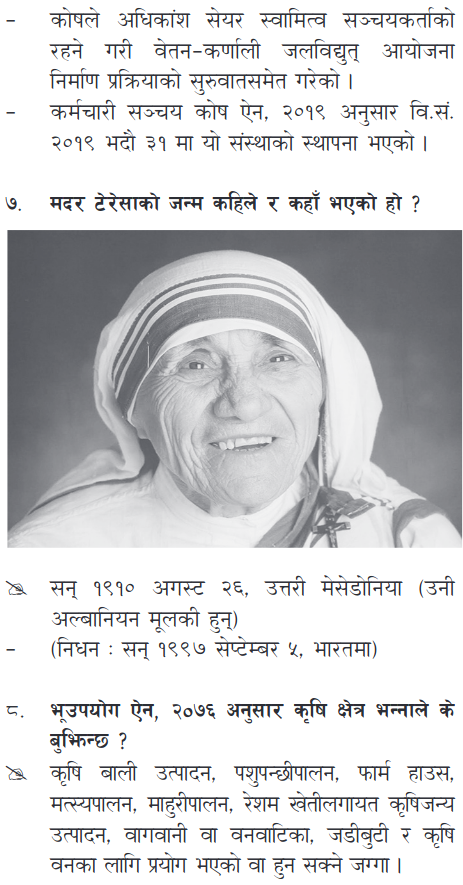 – कोषले अधिकांश सेयर स्वामित्व सञ्चयकर्ताको
रहने गरी वेतन-कर्णाली जलविद्युत् आयोजना
निर्माण प्रक्रियाको सुरुवातसमेत गरेको ।
– कर्मचारी सञ्चय कोष ऐन, २०१९ अनुसार वि.सं.
२०१९ भदौ ३१ मा यो संस्थाको स्थापना भएको ।
७. मदर टेरेसाको जन्म कहिले र कहाँ भएको हो ?
सन् १९१० अगस्ट २६, उत्तरी मेसेडोनिया (उनी
अल्बानियन मूलकी हुन्)
– (निधन : सन् १९९७ सेप्टेम्बर ५, भारतमा)
८. भूउपयोग ऐन, २०७६ अनुसार कृषि क्षेत्र भन्नाले के
बुझिन्छ ?
कृषि बाली उत्पादन, पशुपन्छीपालन, फार्म हाउस,
मत्स्यपालन, माहुरीपालन, रेशम खेतीलगायत कृषिजन्य
उत्पादन, वागवानी वा वनवाटिका, जडीबुटी र कृषि
वनका लागि प्रयोग भएको वा हुन सक्ने जग्गा ।